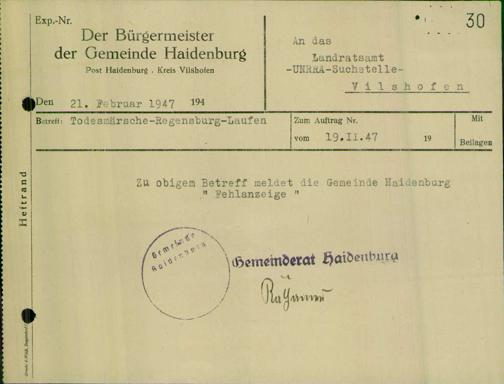 Exp.-Nr.
30
Der Bürgermeister
der Gemeinde Haidenburg
Post Haidenburg . Kreis Vilshofen
An das
Landratsamt
-UNRRA-Suchstelle-
Vilshofen
Den 21. Februar 1947 194
Betreff: Todesmärsche-Regensburg-Laufen
Zum Auftrag Nr.
vom 19.II.47 19
Mit
Beilagen
Heftrand
Zu obigem Betreff meldet die Gemeinde Haidenburg
" Fehlanzeige "
Gemeinde
Haidenburg
Gemeinderat Haidenburg